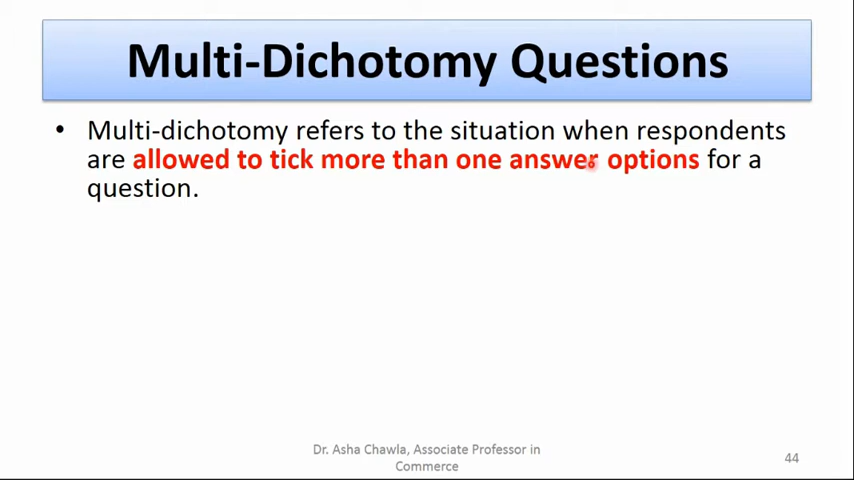 Multi-Dichotomy Questions
• Multi-dichotomy refers to the situation when respondents
are allowed to tick more than one answer options for a
question.
Dr. Asha Chawla, Associate Professor in
Commerce
44